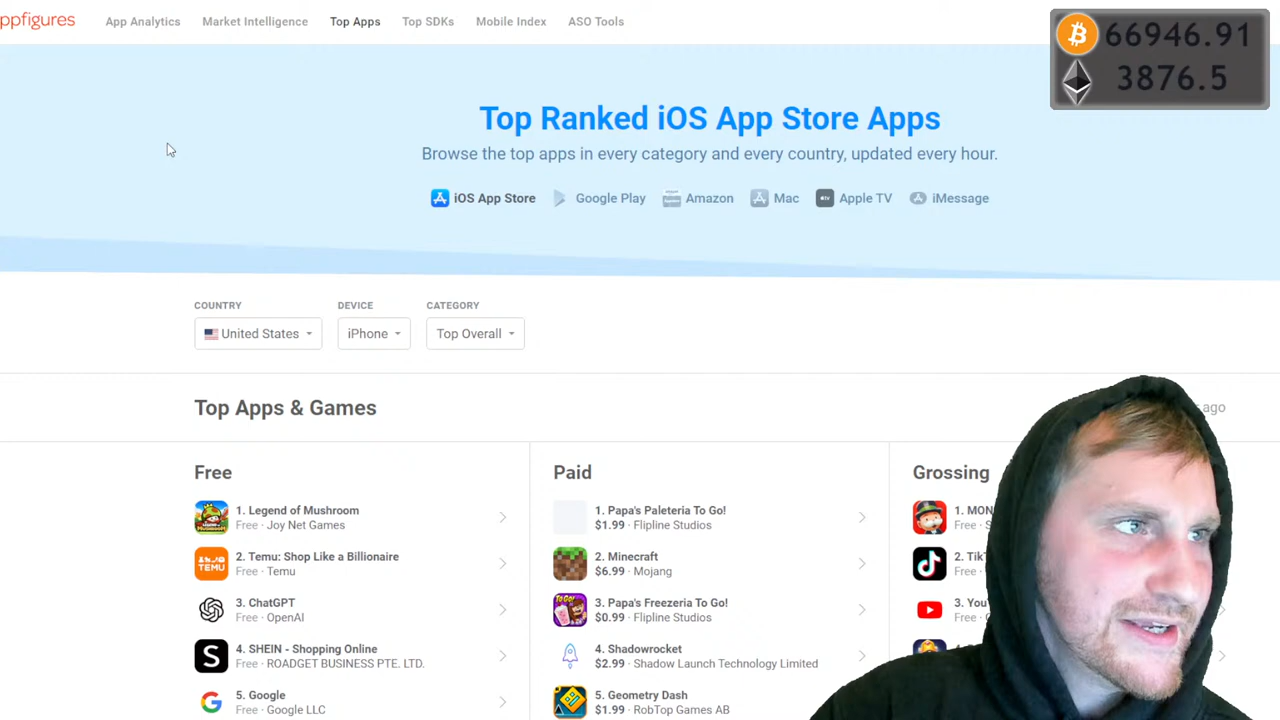 ppfigures
App Analytics
Market Intelligence
Top Apps
Top SDKs
Mobile Index
ASO Tools
66946.91
3876.5
Top Ranked iOS App Store Apps
Browse the top apps in every category and every country, updated every hour.
iOS App Store
Google Play
Amazon
Mac
Apple TV
iMessage
COUNTRY
DEVICE
CATEGORY
United States
iPhone
Top Overall
Top Apps & Games
ago
Free
1. Legend of Mushroom
Free · Joy Net Games
2. Temu: Shop Like a Billionaire
Free · Temu
3. ChatGPT
Free · OpenAI
4. SHEIN - Shopping Online
Free · ROADGET BUSINESS PTE. LTD.
5. Google
Free · Google LLC
Paid
1. Papa's Paleteria To Go!
$1.99 · Flipline Studios
2. Minecraft
$6.99 · Mojang
3. Papa's Freezeria To Go!
$0.99 · Flipline Studios
4. Shadowrocket
$2.99 · Shadow Launch Technology Limited
5. Geometry Dash
$1.99 · RobTop Games AB
Grossing
1. MON
Free · S
2. TikT
Free ·
3. You
Free ·